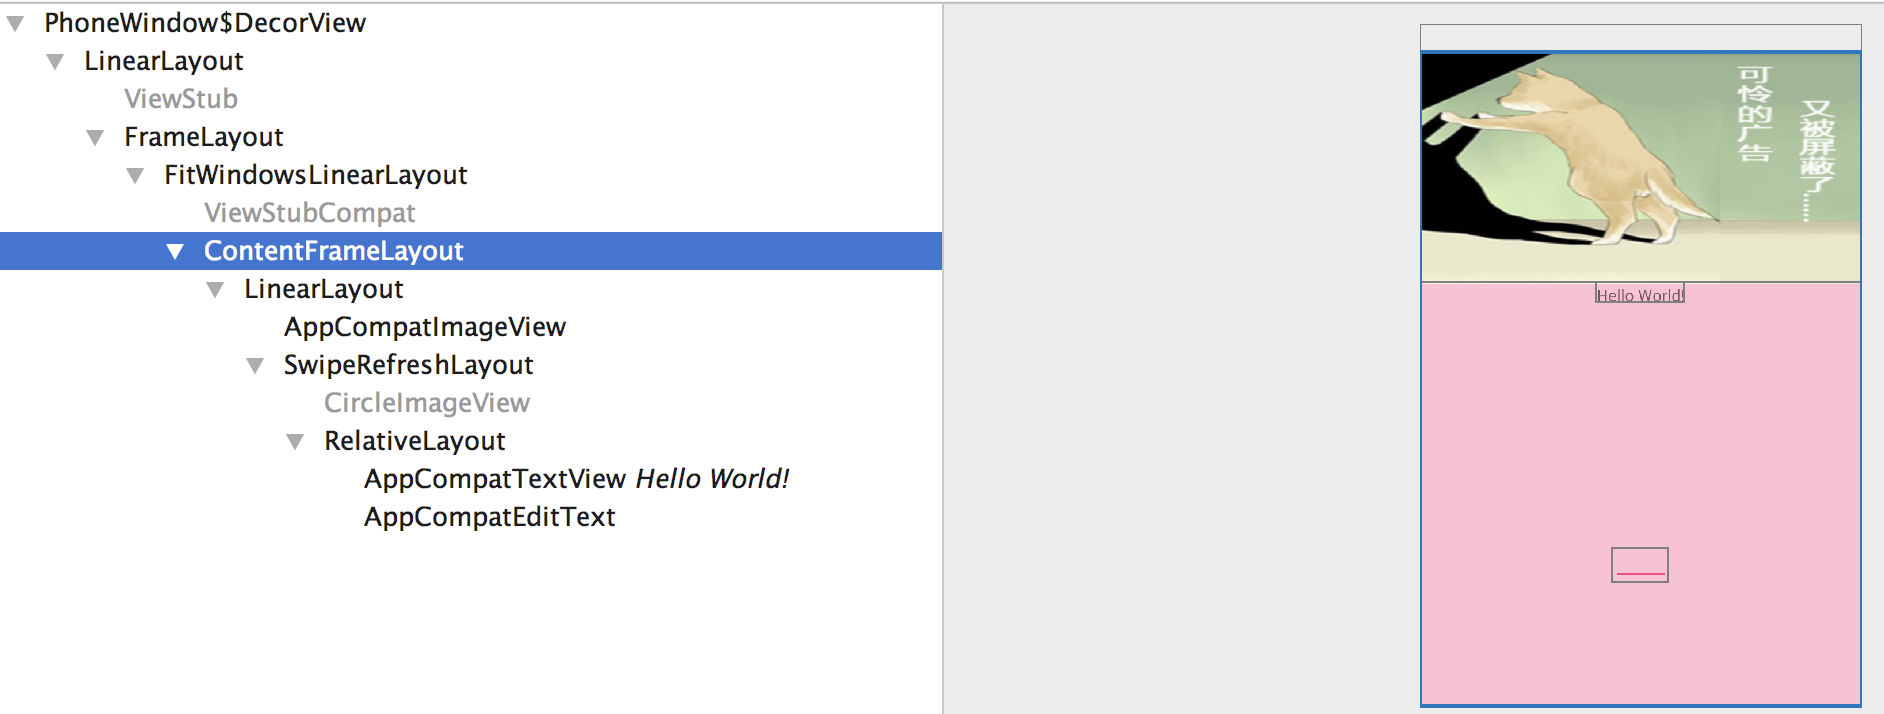 PhoneWindow$DecorView
LinearLayout
ViewStub
FrameLayout
FitWindowsLinearLayout
ViewStubCompat
ContentFrameLayout
LinearLayout
AppCompatImageView
SwipeRefreshLayout
CircleImageView
RelativeLayout
AppCompatTextView Hello World!
AppCompatEditText
可怜的广告
又被屏蔽了……
Hello World!